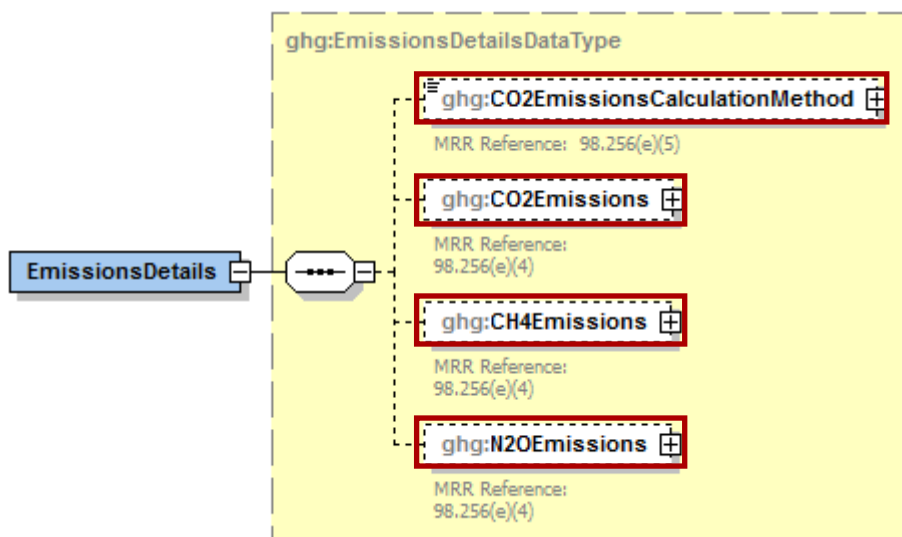 ghg:EmissionsDetailsDataType
ghg:CO2EmissionsCalculationMethod
MRR Reference: 98.256(e)(5)
ghg:CO2Emissions
MRR Reference:
98.256(e)(4)
EmissionsDetails
ghg:CH4Emissions
MRR Reference:
98.256(e)(4)
ghg:N2OEmissions
MRR Reference:
98.256(e)(4)